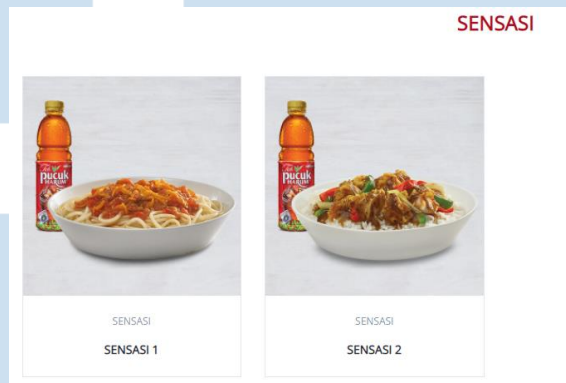 SENSASI
Teh
pucuk
HARUM
Teh
pucuk
HARUM
SENSASI
SENSASI 1
SENSASI
SENSASI 2